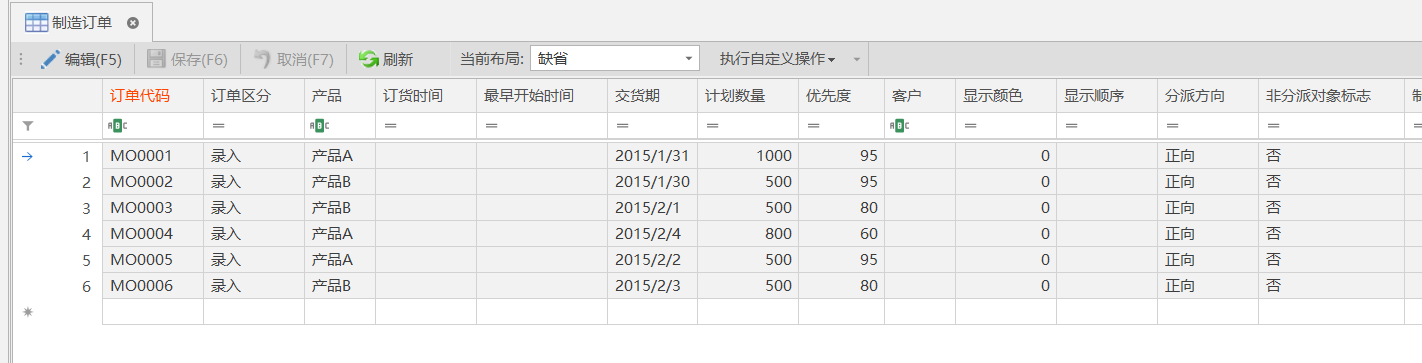 制造订单
编辑(F5) 保存(F6) 取消(F7) 刷新 当前布局: 缺省 执行自定义操作
订单代码 订单区分 产品 订货时间 最早开始时间 交货期 计划数量 优先度 客户 显示颜色 显示顺序 分派方向 非分派对象标志
ABC = ABC = = = = = ABC = = = =
1 MO0001 录入 产品A 2015/1/31 1000 95 0 正向 否
2 MO0002 录入 产品B 2015/1/30 500 95 0 正向 否
3 MO0003 录入 产品B 2015/2/1 500 80 0 正向 否
4 MO0004 录入 产品A 2015/2/4 800 60 0 正向 否
5 MO0005 录入 产品A 2015/2/2 500 95 0 正向 否
6 MO0006 录入 产品B 2015/2/3 500 80 0 正向 否